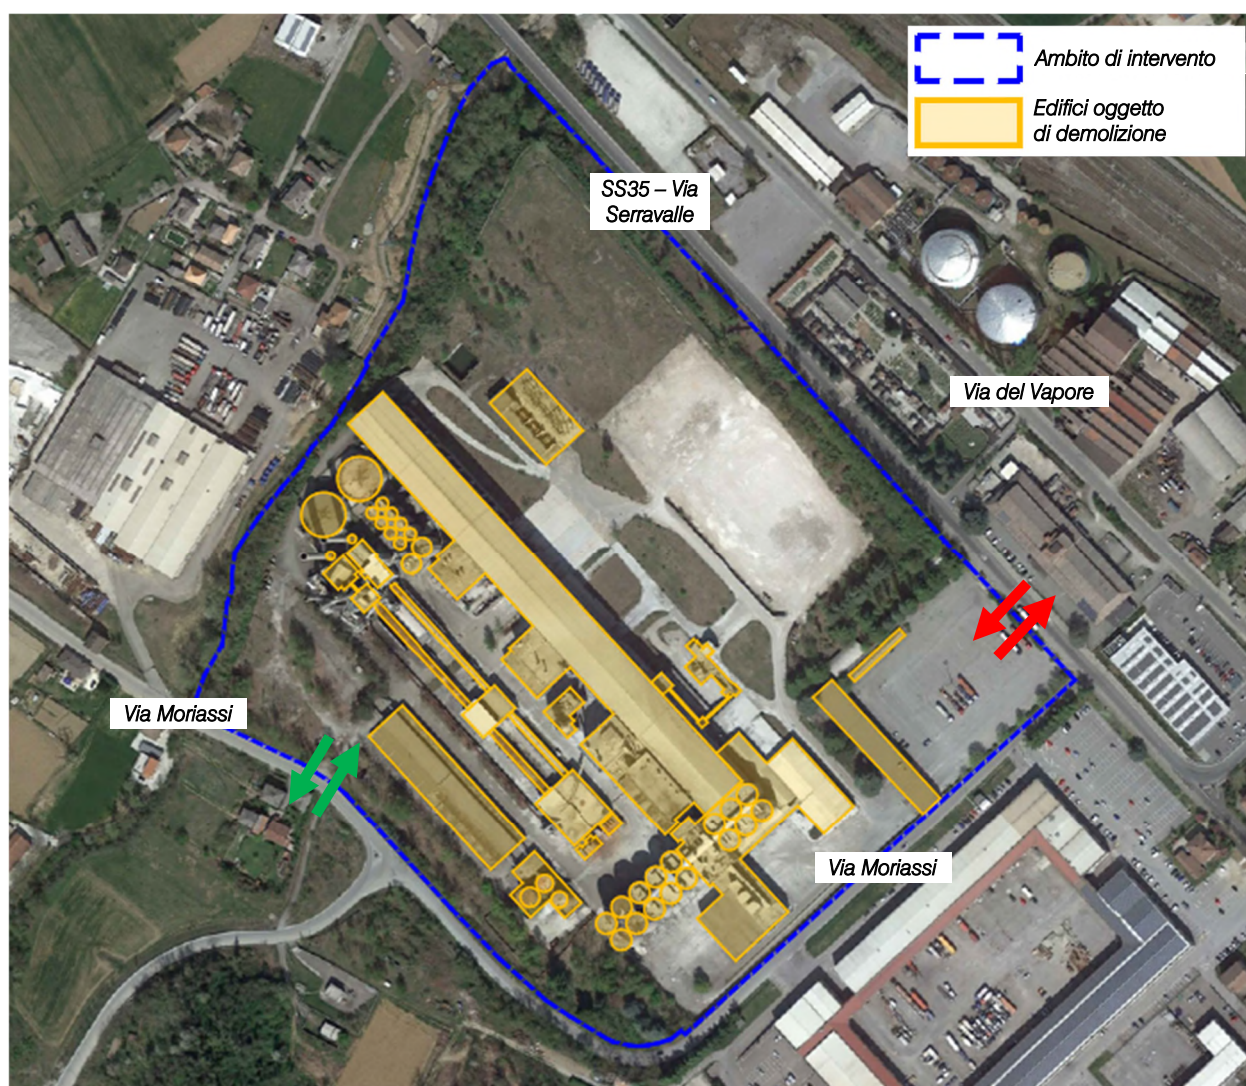 Ambito di intervento
Edifici oggetto
di demolizione
SS35 – Via
Serravalle
Via del Vapore
Via Moriassi
Via Moriassi